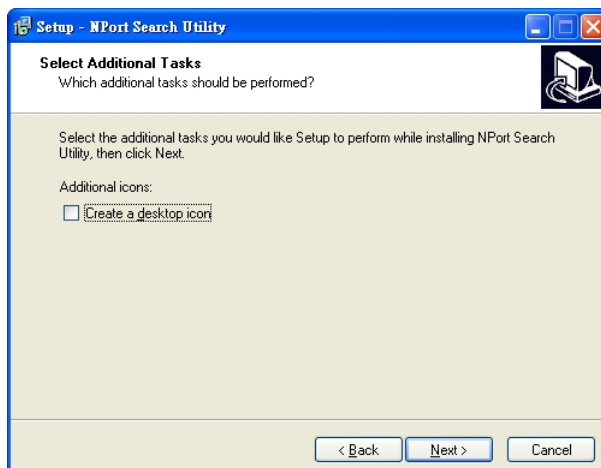 Setup - NPort Search Utility
Select Additional Tasks
Which additional tasks should be performed?
Select the additional tasks you would like Setup to perform while installing NPort Search
Utility, then click Next.
Additional icons:
Create a desktop icon
< Back
Next >
Cancel